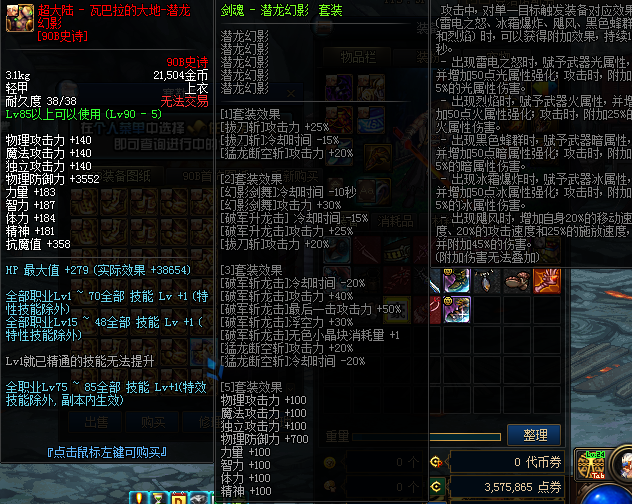 超大陆 - 瓦巴拉的大地-潜龙
幻影
[90B史诗]
90B史诗
3.1kg
21,504金币
轻甲
上衣
耐久度 38/38
无法交易
Lv85以上可以使用 (Lv90 - 5)
物理攻击力 +140
魔法攻击力 +140
独立攻击力 +140
物理防御力 +3552
力量 +183
智力 +187
体力 +184
精神 +181
抗魔值 +358
HP 最大值 +279 (实际效果 +38654)
全部职业Lv1 ~ 70全部 技能 Lv +1 (特
性技能除外)
全部职业Lv15 ~ 48全部 技能 Lv +1 (
特性技能除外)
Lv1就已精通的技能无法提升
全职业Lv75 ~ 85全部 技能 Lv+1(特效
技能除外, 副本内生效)
出售
购买
『点击鼠标左键可购买』
剑魂 - 潜龙幻影 套装
潜龙幻影
潜龙幻影
潜龙幻影
潜龙幻影
潜龙幻影
[1]套装效果
[拔刀斩]攻击力 +25%
[拔刀斩]冷却时间 -15%
[猛龙断空斩]攻击力 +20%
[2]套装效果
[幻影剑舞]冷却时间 -10秒
[幻影剑舞]攻击力 +30%
[破军升龙击] 冷却时间 -15%
[破军斩龙击]攻击力 +25%
[拔刀斩]攻击力 +20%
[3]套装效果
[破军斩龙击]冷却时间 -20%
[破军斩龙击]攻击力 +40%
[破军斩龙击]最后一击攻击力 +50%
[破军斩龙击]浮空力 +30%
[破军斩龙击]无色小晶块消耗量 +1
[猛龙断空斩]攻击力 +20%
[猛龙断空斩]冷却时间 -20%
[5]套装效果
物理攻击力 +100
魔法攻击力 +100
独立攻击力 +100
物理防御力 +700
力量 +100
智力 +100
体力 +100
精神 +100
攻击中,对单一目标触发装备对应效果
(雷电之怒、冰霜爆炸、飓风、黑色蜂群
和烈焰) 时,可以获得附加效果,持续1
秒。
- 出现雷电之怒时,赋予武器光属性,
并增加50点光属性强化; 攻击时,附加25%
的光属性伤害。
- 出现烈焰时,赋予武器火属性,并增
加50点火属性强化; 攻击时,附加25%的
火属性伤害。
- 出现黑色蜂群时,赋予武器暗属性,
并增加50点暗属性强化; 攻击时,附加25%
的暗属性伤害。
- 出现冰霜爆炸时,赋予武器冰属性,
并增加50点冰属性强化; 攻击时,附加25%
的冰属性伤害。
- 出现飓风时,增加自身20%的移动速
度、20%的攻击速度和25%的施放速度,
并附加45%的伤害。
(附加伤害无法叠加)
物品栏
消耗品
重量
整理
0 个
0 代币券
0 个
3,575,865 点券